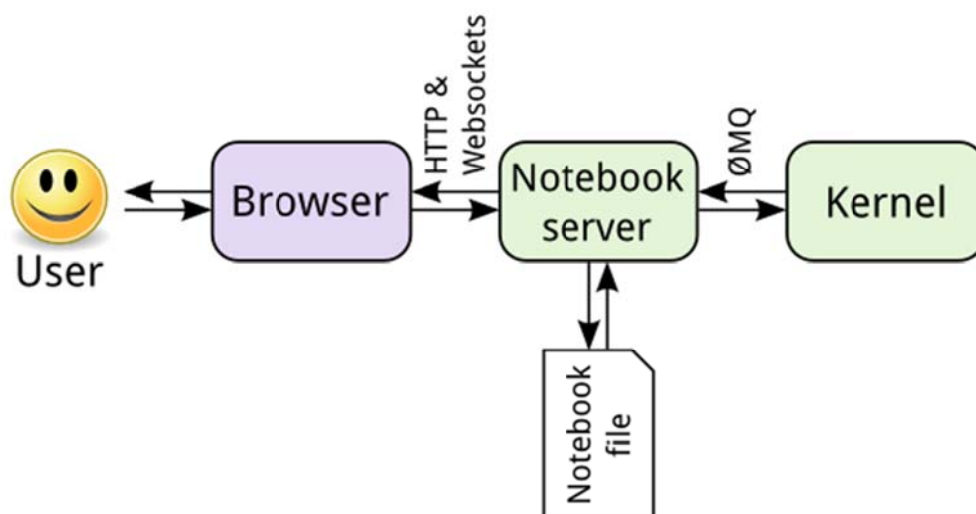 HTTP &
Websockets
ØMQ
User
Browser
Notebook
server
Kernel
Notebook
file